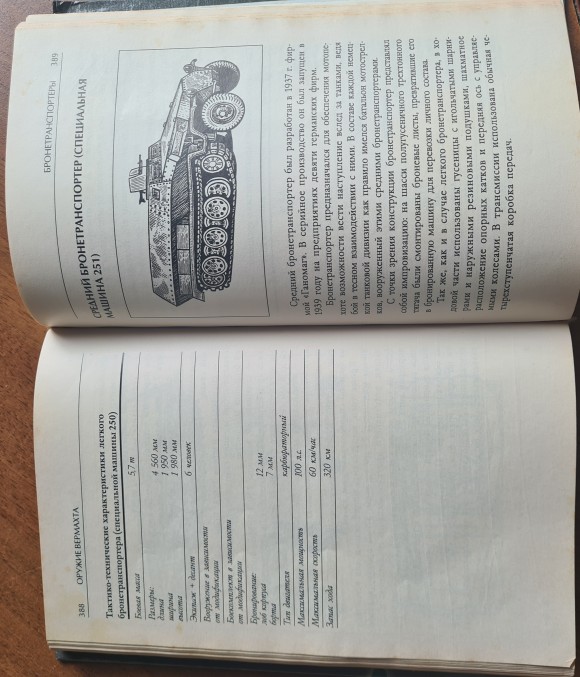 388 ОРУЖИЕ ВЕРМАХТА
Тактико-технические характеристики легкого
бронетранспортера (специальной машины 250)
Боевая масса 5,7 т
Размеры:
длина 4 560 мм
ширина 1 950 мм
высота 1 980 мм
Экипаж + десант 6 человек
Вооружение в зависимости
от модификации
Боекомплект в зависимости
от модификации
Бронирование:
лоб корпуса 12 мм
борта 7 мм
Тип двигателя карбюраторный
Максимальная мощность 100 л.с.
Максимальная скорость 60 км/час
Запас хода 320 км
БРОНЕТРАНСПОРТЕРЫ 389
СРЕДНИЙ БРОНЕТРАНСПОРТЕР (СПЕЦИАЛЬНАЯ
МАШИНА 251)
Средний бронетранспортер был разработан в 1937 г. фир-
мой «Ганомаг». В серийное производство он был запущен в
1939 году на предприятиях девяти германских фирм.
Бронетранспортер предназначался для обеспечения мотопе-
хоте возможности вести наступление вслед за танками, ведя
бой в тесном взаимодействии с ними. В составе каждой немец-
кой танковой дивизии как правило имелся батальон мотострел-
ков, вооруженный этими средними бронетранспортерами.
С точки зрения конструкции бронетранспортер представлял
собой импровизацию: на шасси полугусеничного трехтонного
тягача были смонтированы броневые листы, превратившие его
в бронированную машину для перевозки личного состава.
Так же, как и в случае легкого бронетранспортера, в хо-
довой части использованы гусеницы с игольчатыми шарни-
рами и наружными резиновыми подушками, шахматное
расположение опорных катков и передняя ось с управляе-
мыми колесами. В трансмиссии использована обычная че-
тырехступенчатая коробка передач.